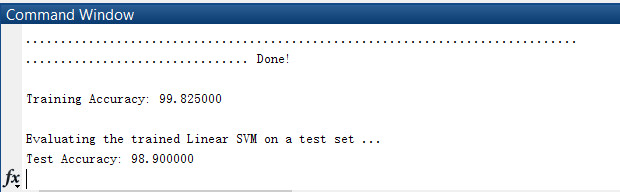 Command Window
...............................................................................
................................ Done!
Training Accuracy: 99.825000
Evaluating the trained Linear SVM on a test set ...
Test Accuracy: 98.900000
fx